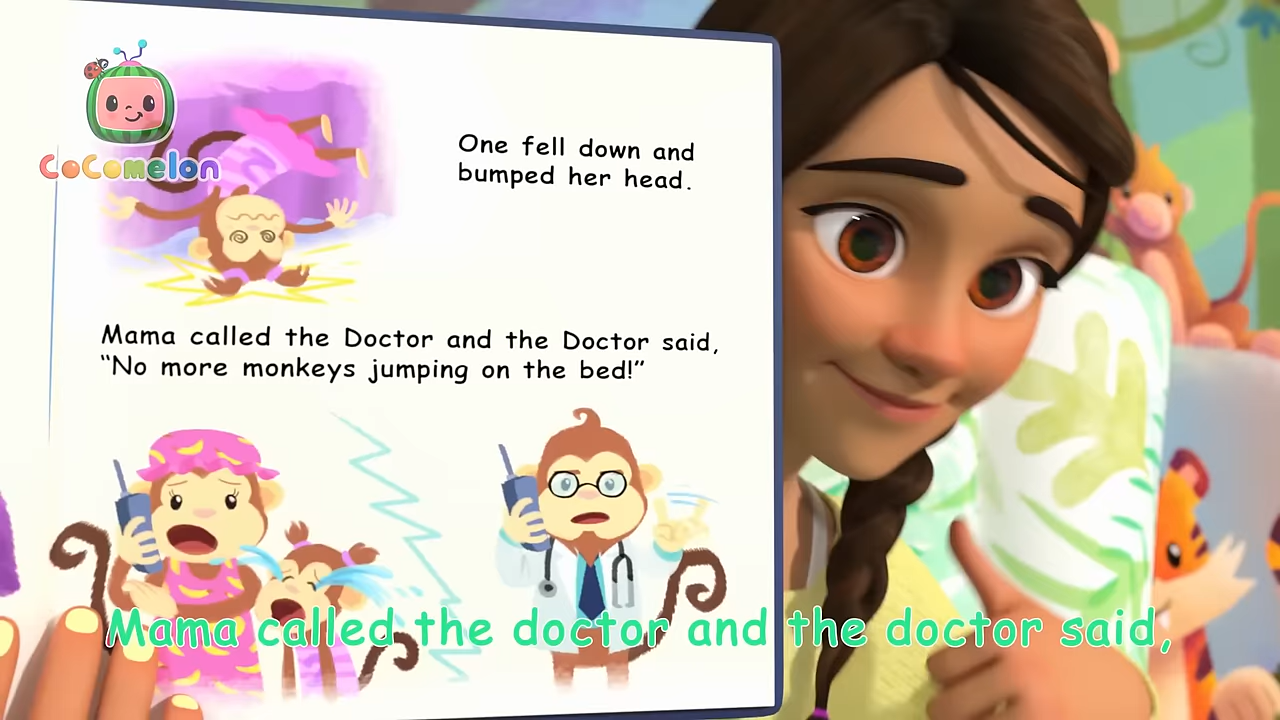 CoComelon
One fell down and
bumped her head.
Mama called the Doctor and the Doctor said,
“No more monkeys jumping on the bed!”
Mama called the doctor and the doctor said,